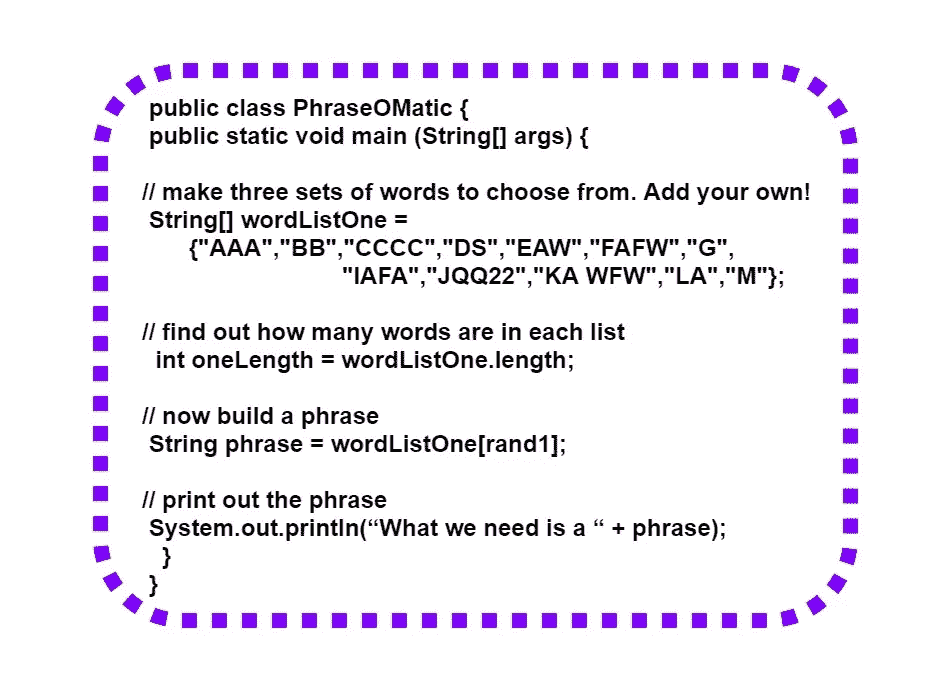 public class PhraseOMatic {
public static void main (String[] args) {
// make three sets of words to choose from. Add your own!
String[] wordListOne =
{"AAA","BB","CCCC","DS","EAW","FAFW","G",
"IAFA","JQQ22","KA WFW","LA","M"};
// find out how many words are in each list
int oneLength = wordListOne.length;
// now build a phrase
String phrase = wordListOne[rand1];
// print out the phrase
System.out.println(“What we need is a “ + phrase);
}
}